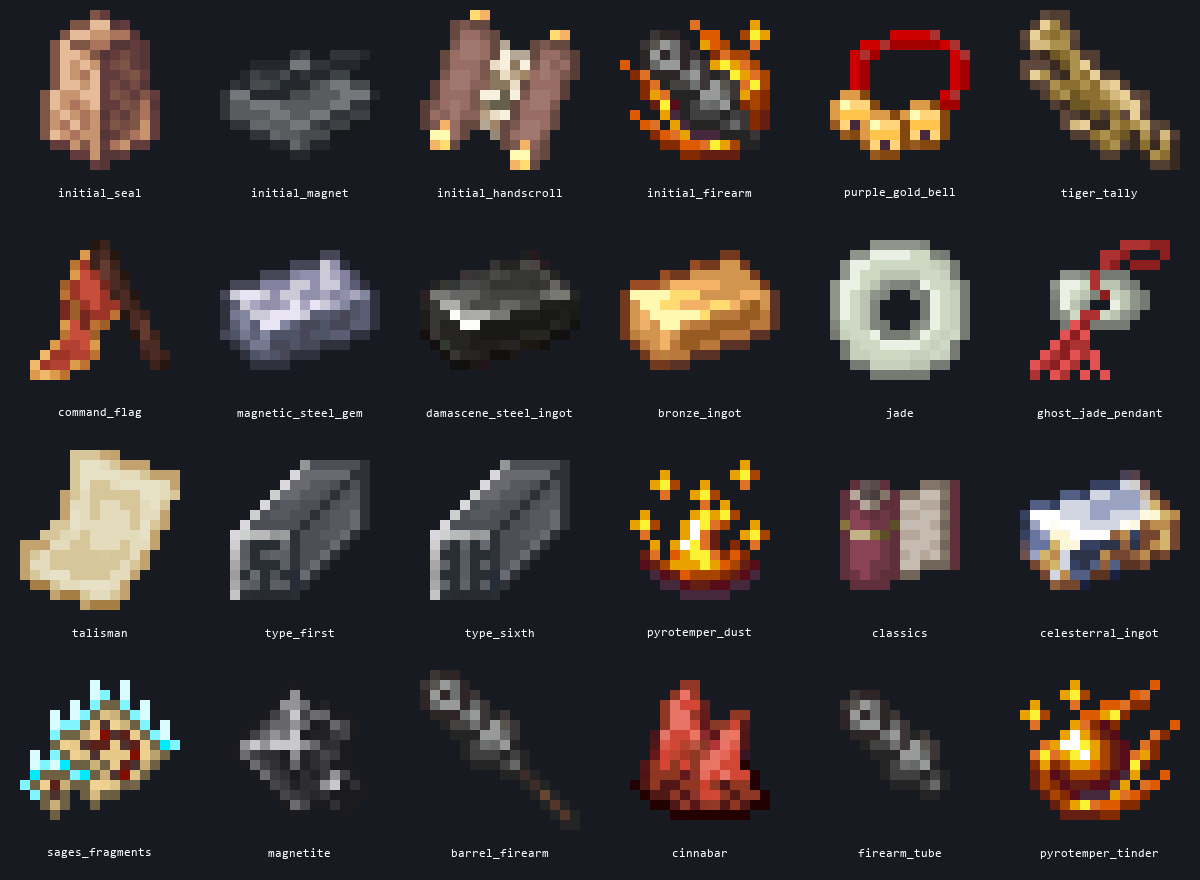 initial_seal initial_magnet initial_handscroll initial_firearm purple_gold_bell tiger_tally
command_flag magnetic_steel_gem damascene_steel_ingot bronze_ingot jade ghost_jade_pendant
talisman type_first type_sixth pyrotemper_dust classics celesterral_ingot
sages_fragments magnetite barrel_firearm cinnabar firearm_tube pyrotemper_tinder